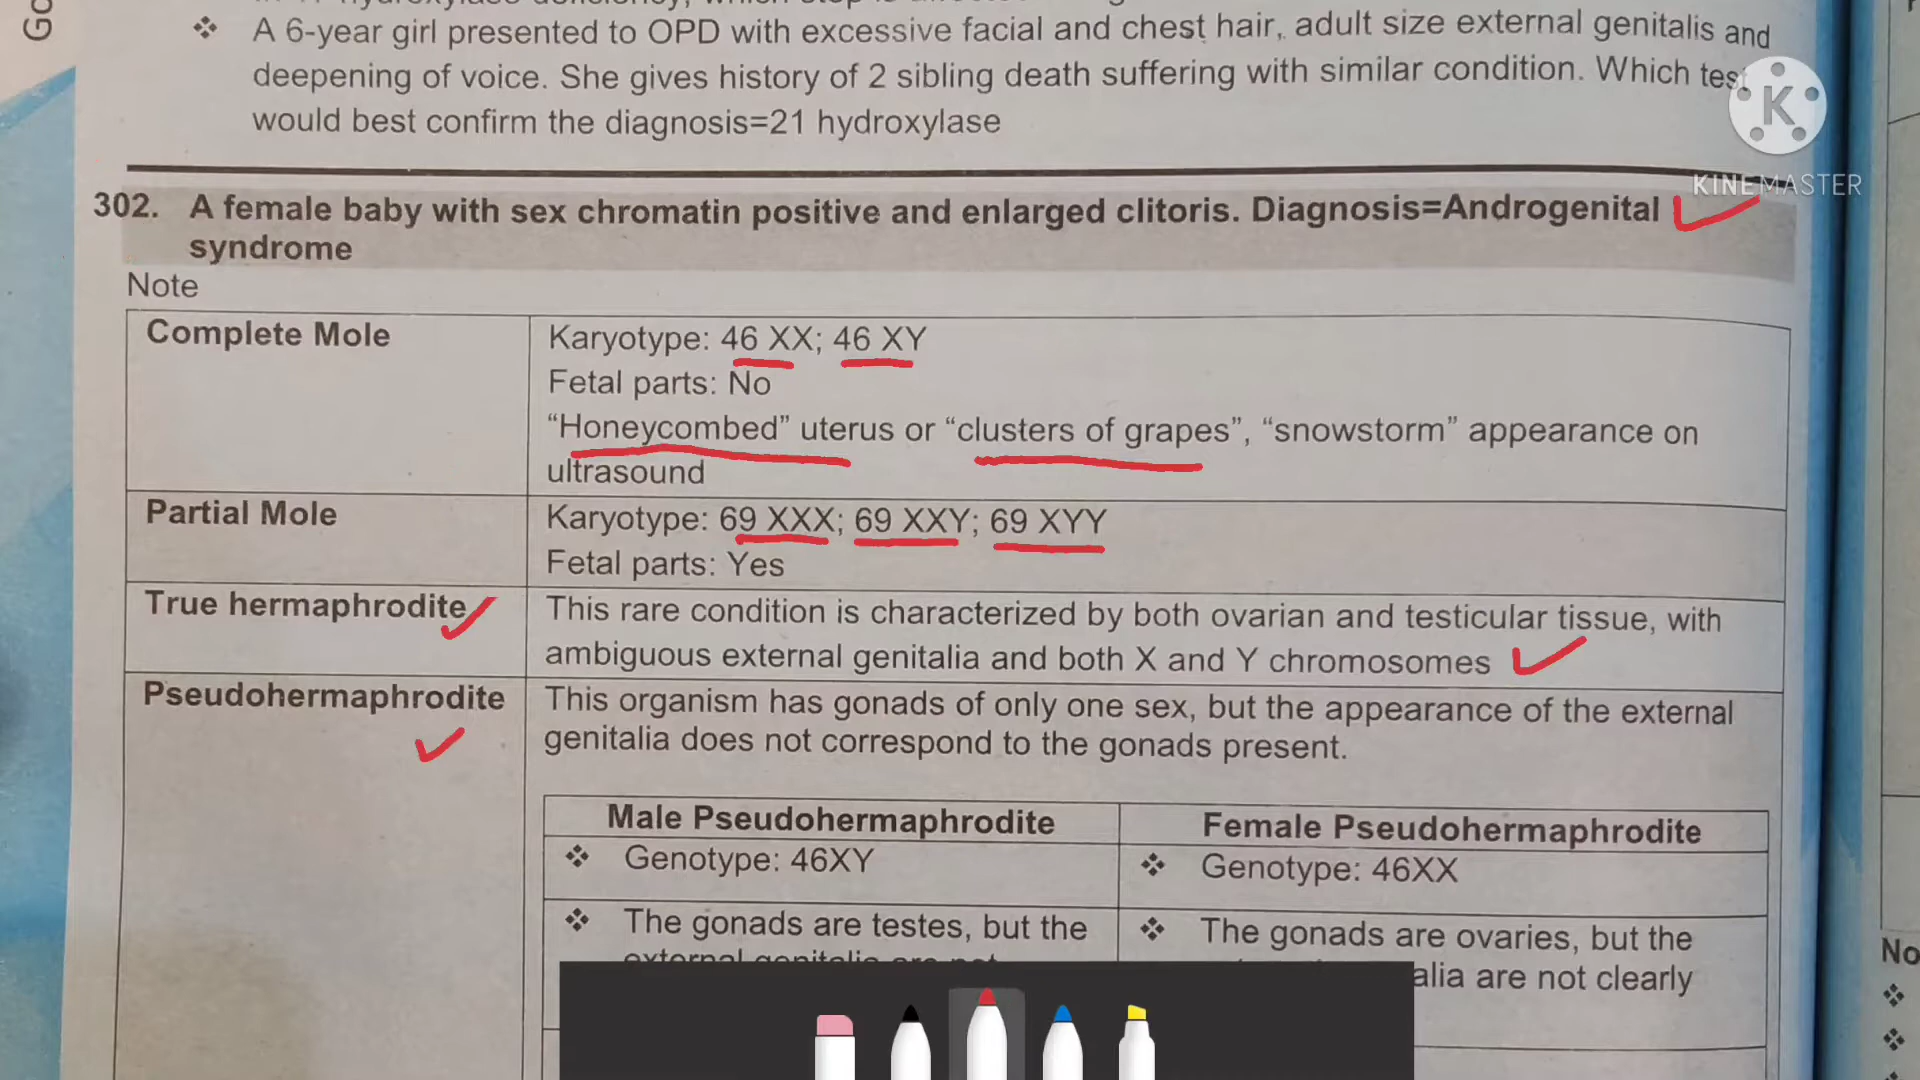 Go
❖ A 6-year girl presented to OPD with excessive facial and chest hair, adult size external genitalis and
deepening of voice. She gives history of 2 sibling death suffering with similar condition. Which test
would best confirm the diagnosis=21 hydroxylase
K
KINEMASTER
302. A female baby with sex chromatin positive and enlarged clitoris. Diagnosis=Androgenital
syndrome
Note
Complete Mole
Karyotype: 46 XX; 46 XY
Fetal parts: No
“Honeycombed” uterus or “clusters of grapes”, “snowstorm” appearance on
ultrasound
Partial Mole
Karyotype: 69 XXX; 69 XXY; 69 XYY
Fetal parts: Yes
True hermaphrodite
This rare condition is characterized by both ovarian and testicular tissue, with
ambiguous external genitalia and both X and Y chromosomes
Pseudohermaphrodite
This organism has gonads of only one sex, but the appearance of the external
genitalia does not correspond to the gonads present.
Male Pseudohermaphrodite
Female Pseudohermaphrodite
❖ Genotype: 46XY
❖ Genotype: 46XX
❖ The gonads are testes, but the
external genitalia are not
❖ The gonads are ovaries, but the
are not clearly
No